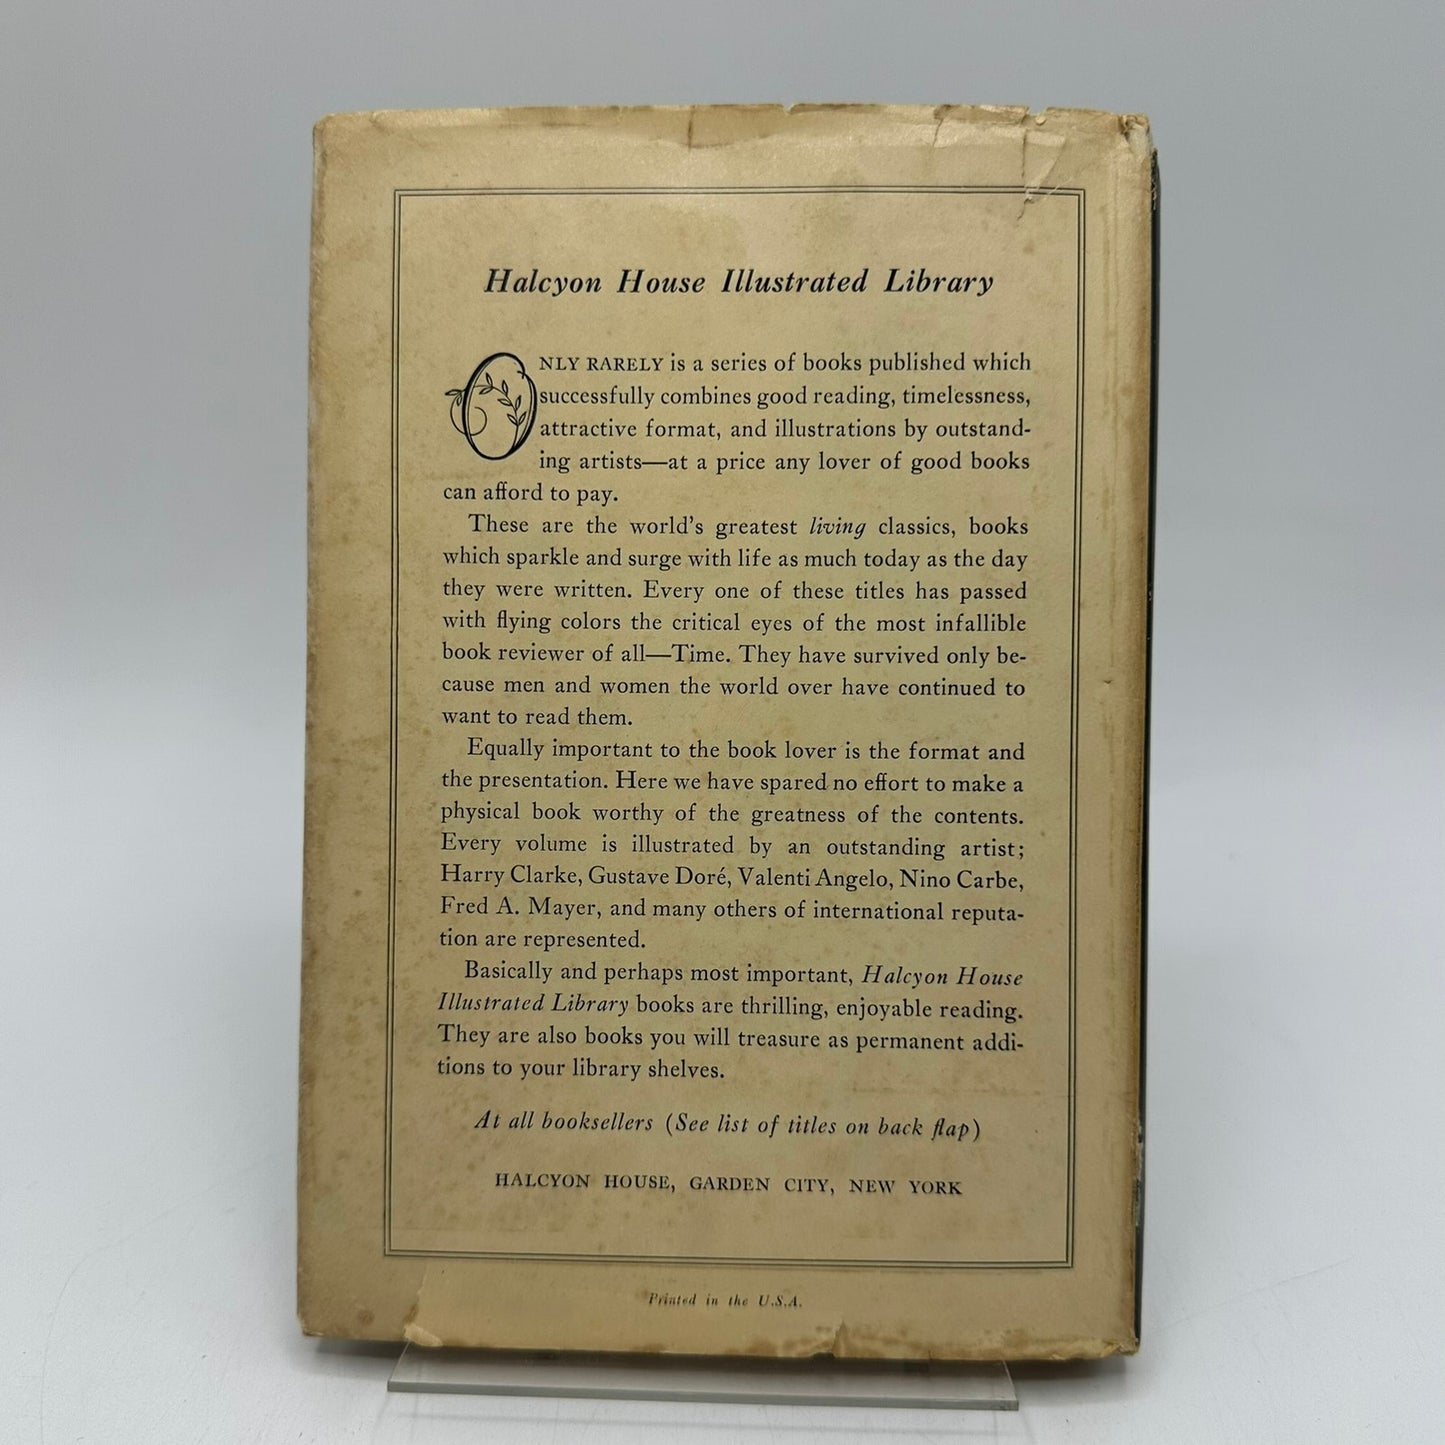 Halcyon House Illustrated Library
ONLY RARELY is a series of books published which
successfully combines good reading, timelessness,
attractive format, and illustrations by outstand-
ing artists—at a price any lover of good books
can afford to pay.
These are the world's greatest living classics, books
which sparkle and surge with life as much today as the day
they were written. Every one of these titles has passed
with flying colors the critical eyes of the most infallible
book reviewer of all—Time. They have survived only be-
cause men and women the world over have continued to
want to read them.
Equally important to the book lover is the format and
the presentation. Here we have spared no effort to make a
physical book worthy of the greatness of the contents.
Every volume is illustrated by an outstanding artist;
Harry Clarke, Gustave Doré, Valenti Angelo, Nino Carbe,
Fred A. Mayer, and many others of international reputa-
tion are represented.
Basically and perhaps most important, Halcyon House
Illustrated Library books are thrilling, enjoyable reading.
They are also books you will treasure as permanent addi-
tions to your library shelves.
At all booksellers (See list of titles on back flap)
HALCYON HOUSE, GARDEN CITY, NEW YORK
Printed in the U.S.A.